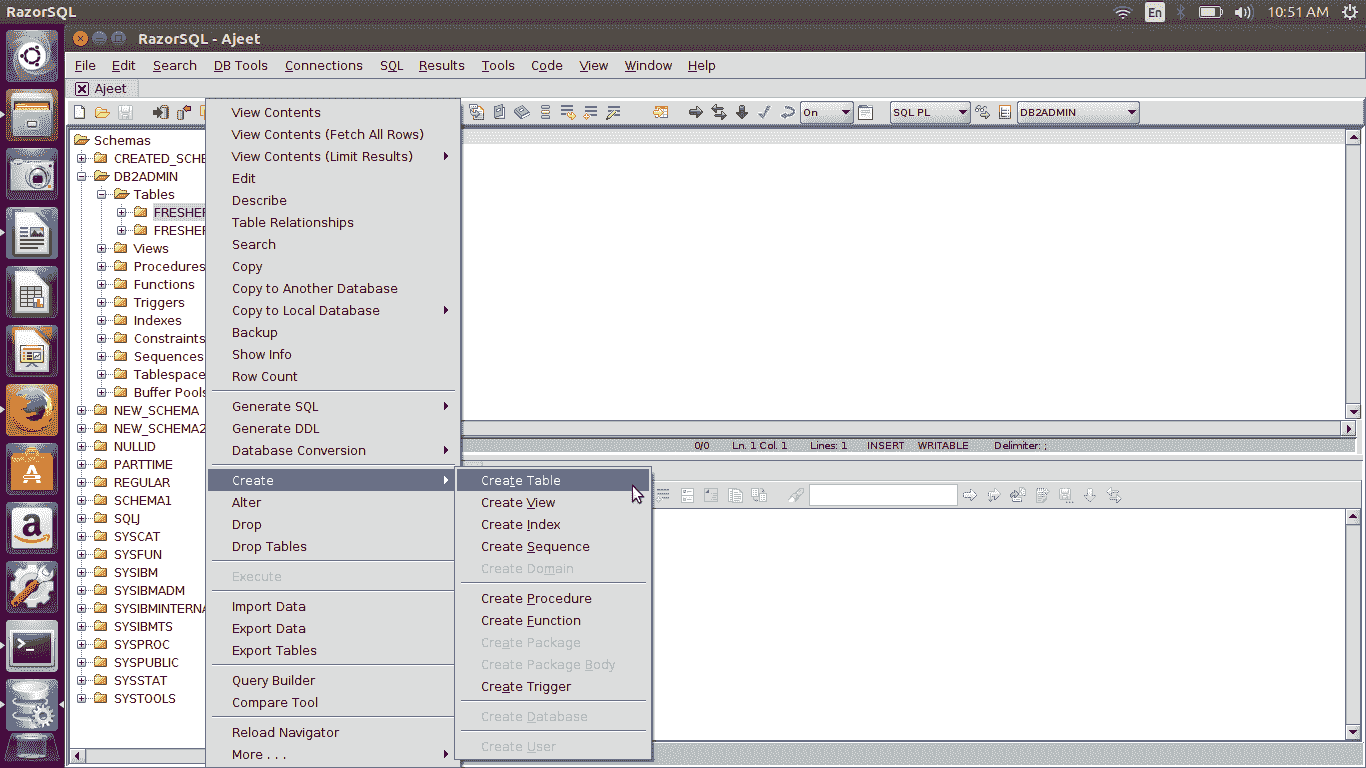 RazorSQL
En
10:51 AM
RazorSQL - Ajeet
File Edit Search DB Tools Connections SQL Results Tools Code View Window Help
Ajeet
On
SQL PL
DB2ADMIN
Schemas
CREATED_SCHE
DB2ADMIN
Tables
FRESHER
FRESHER
Views
Procedures
Functions
Triggers
Indexes
Constraints
Sequences
Tablespace
Buffer Pools
NEW_SCHEMA
NEW_SCHEMA2
NULLID
PARTTIME
REGULAR
SCHEMA1
SQLJ
SYSCAT
SYSFUN
SYSIBM
SYSIBMADM
SYSIBMINTERNA
SYSIBMTS
SYSPROC
SYSPUBLIC
SYSSTAT
SYSTOOLS
View Contents
View Contents (Fetch All Rows)
View Contents (Limit Results)
Edit
Describe
Table Relationships
Search
Copy
Copy to Another Database
Copy to Local Database
Backup
Show Info
Row Count
Generate SQL
Generate DDL
Database Conversion
Create
Alter
Drop
Drop Tables
Execute
Import Data
Export Data
Export Tables
Query Builder
Compare Tool
Reload Navigator
More . . .
Create Table
Create View
Create Index
Create Sequence
Create Domain
Create Procedure
Create Function
Create Package
Create Package Body
Create Trigger
Create Database
Create User
0/0 Ln. 1 Col. 1 Lines: 1 INSERT WRITABLE Delimiter: ;